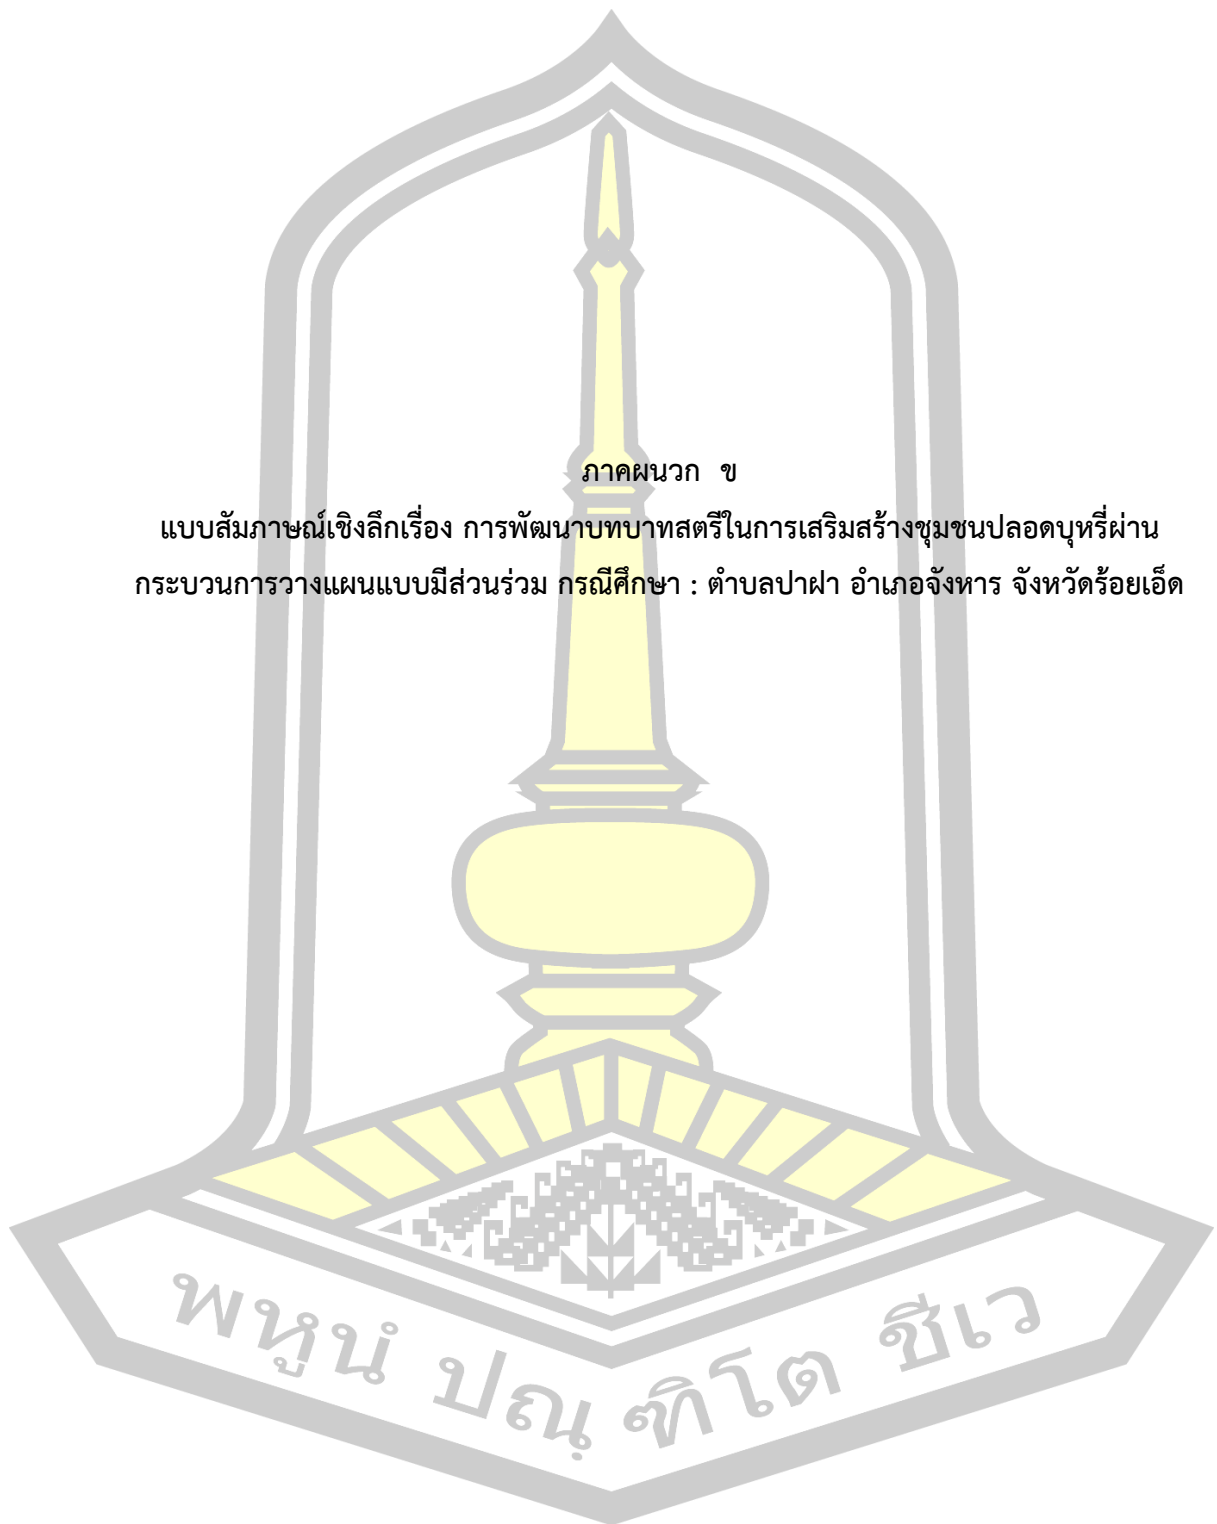 ภาคผนวก ข
แบบสัมภาษณ์เชิงลึกเรื่อง การพัฒนาบทบาทสตรีในการเสริมสร้างชุมชนปลอดบุหรี่ผ่าน
กระบวนการวางแผนแบบมีส่วนร่วม กรณีศึกษา : ตำบลปาฝา อำเภอจังหาร จังหวัดร้อยเอ็ด
พหูนํ ปณฺฑิโต ชีเว